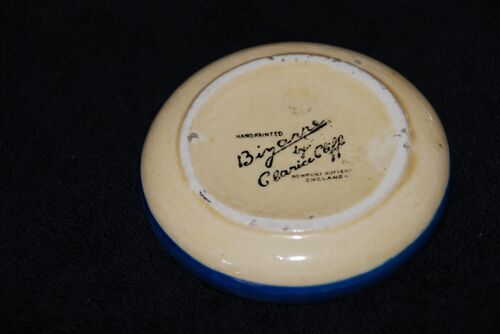 HANDPAINTED
Bizarre
by
Clarice Cliff
NEWPORT POTTERY
ENGLAND.